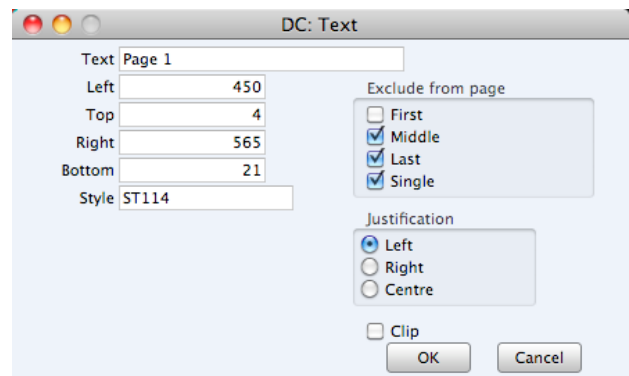 DC: Text
Text Page 1
Left 450
Top 4
Right 565
Bottom 21
Style ST114
Exclude from page
First
Middle
Last
Single
Justification
Left
Right
Centre
Clip
OK Cancel